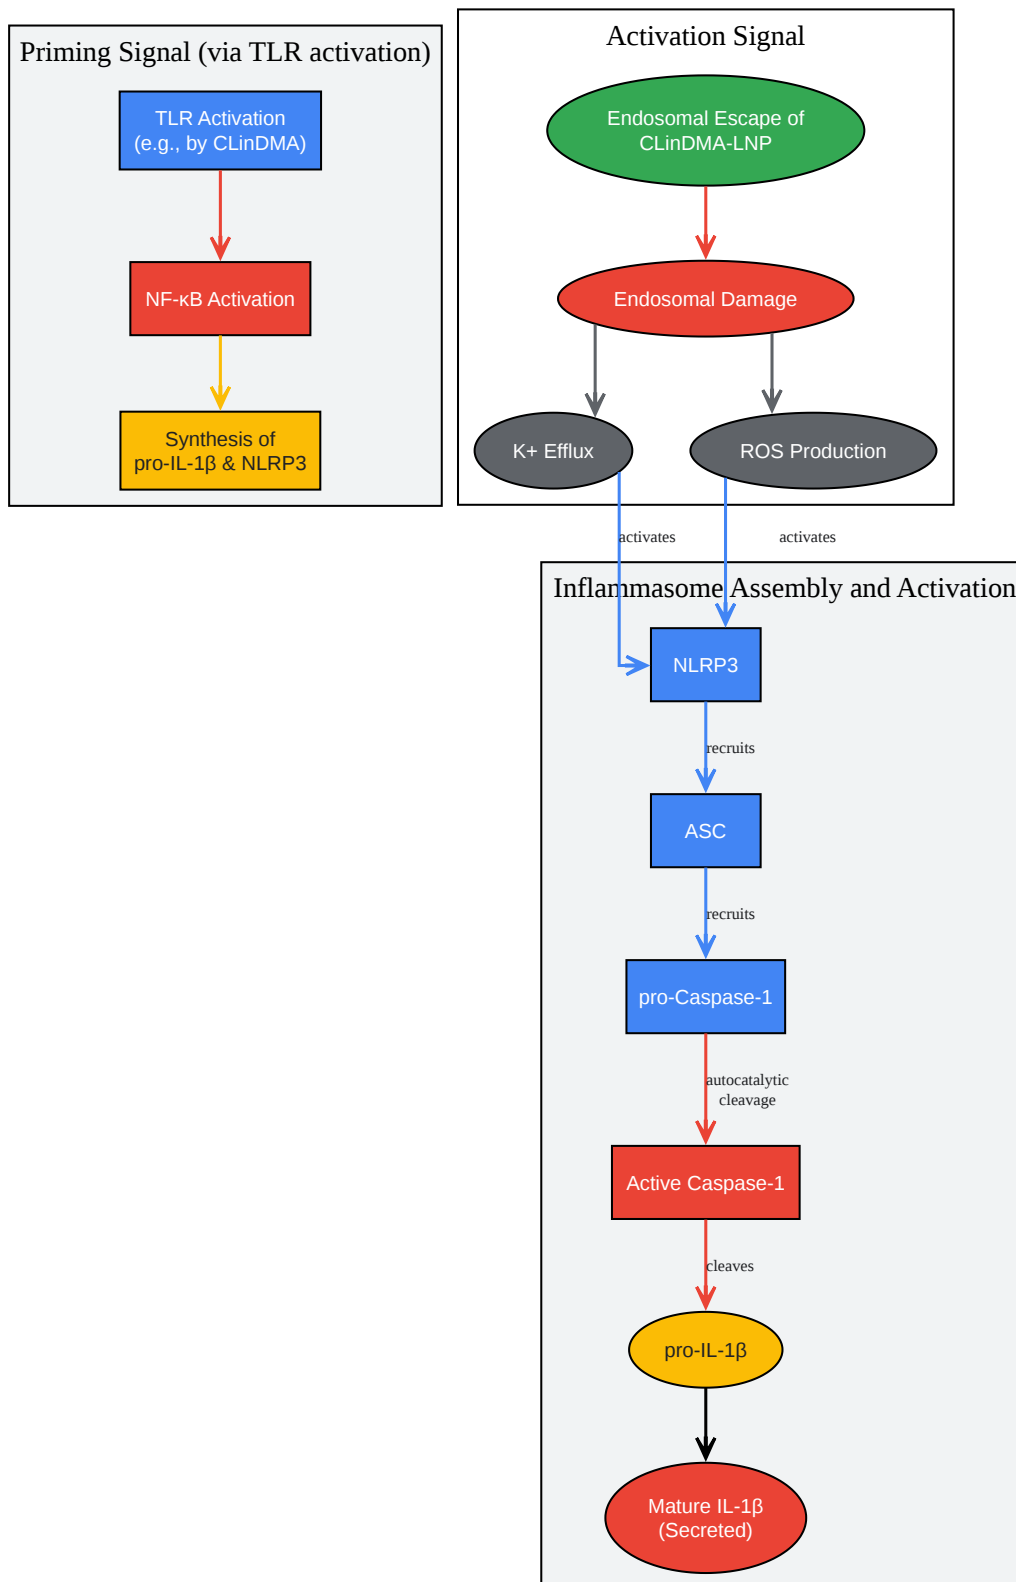 Priming Signal (via TLR activation)
TLR Activation
(e.g., by CLinDMA)
NF-κB Activation
Synthesis of
pro-IL-1β & NLRP3
Activation Signal
Endosomal Escape of
CLinDMA-LNP
Endosomal Damage
K+ Efflux
ROS Production
activates
activates
Inflammasome Assembly and Activation
NLRP3
recruits
ASC
recruits
pro-Caspase-1
autocatalytic
cleavage
Active Caspase-1
cleaves
pro-IL-1β
Mature IL-1β
(Secreted)